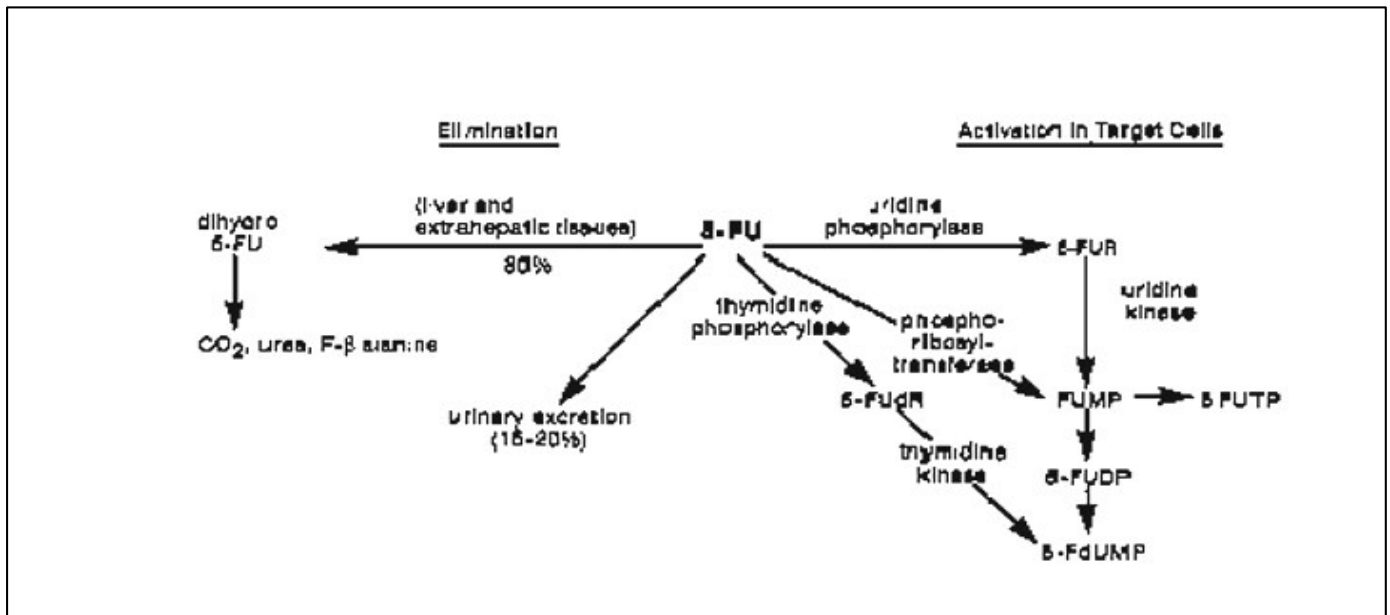 Elimination
Activation in Target Cells
(liver and
extrahepatic tissues)
80%
dihydro
5-FU
CO2, urea, F-β alanine
5-FU
urinary excretion
(15-20%)
uridine
phosphorylase
5-FUR
uridine
kinase
thymidine
phosphorylase
phospho-
ribosyl-
transferase
5-FUdR
FUMP
5 FUTP
thymidine
kinase
5-FUDP
5-FdUMP